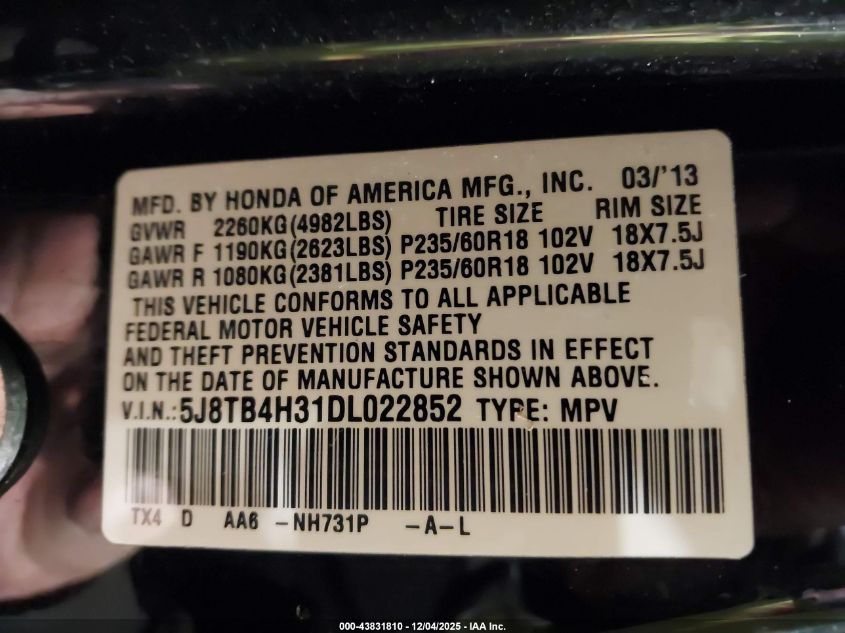 MFD. BY HONDA OF AMERICA MFG., INC. 03/'13
GVWR 2260KG(4982LBS) TIRE SIZE RIM SIZE
GAWR F 1190KG(2623LBS) P235/60R18 102V 18X7.5J
GAWR R 1080KG(2381LBS) P235/60R18 102V 18X7.5J
THIS VEHICLE CONFORMS TO ALL APPLICABLE
FEDERAL MOTOR VEHICLE SAFETY
AND THEFT PREVENTION STANDARDS IN EFFECT
ON THE DATE OF MANUFACTURE SHOWN ABOVE.
V.I.N.:5J8TB4H31DL022852 TYPE: MPV
TX4 D AA6 -NH731P -A-L
000-43831810 - 12/04/2025 - IAA Inc.